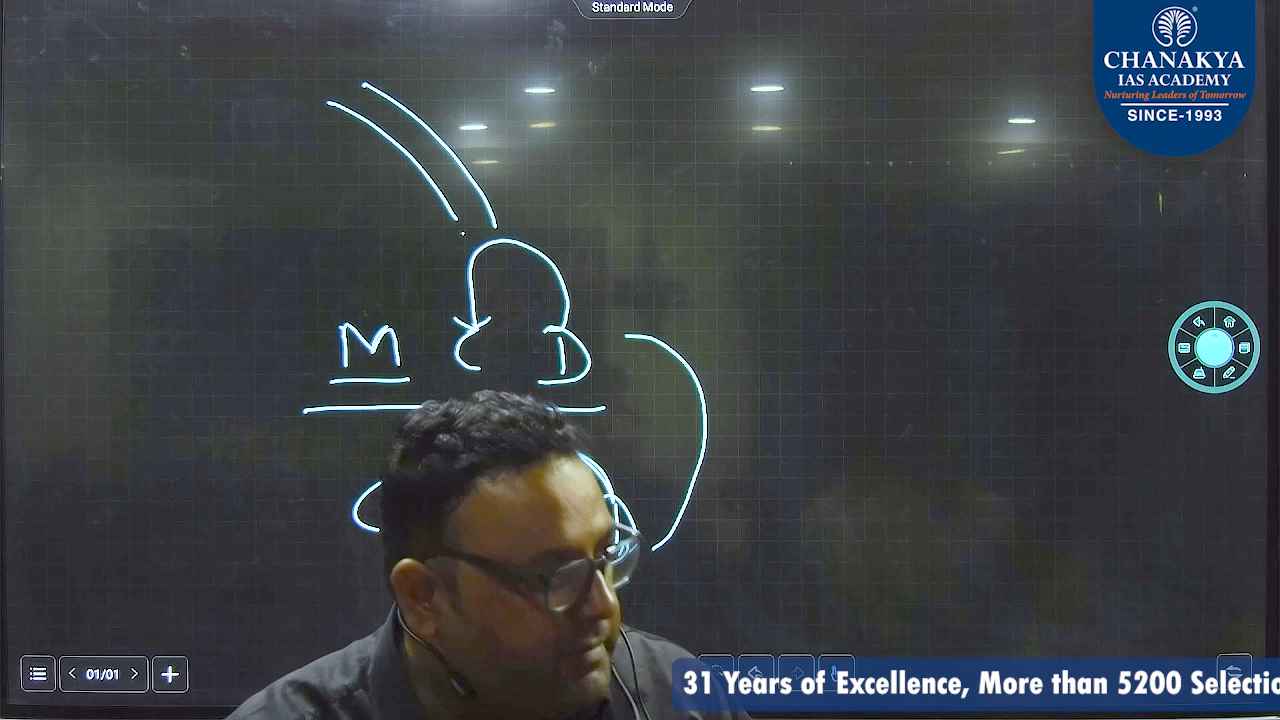 Standard Mode
CHANAKYA
IAS ACADEMY
Nurturing Leaders of Tomorrow
SINCE-1993
M C D
01/01
31 Years of Excellence, More than 5200 Selectio